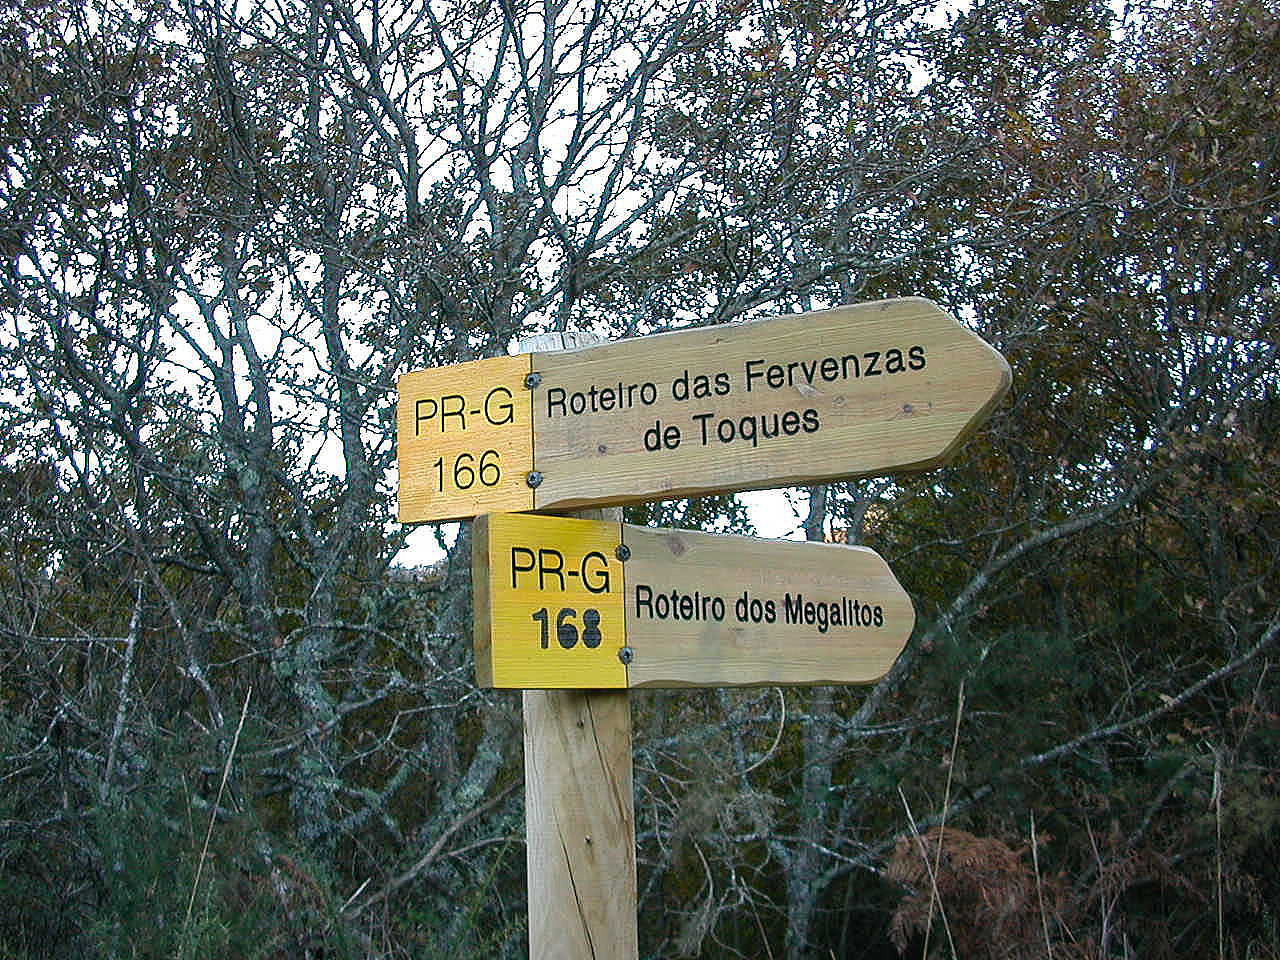 PR-G
166
Roteiro das Fervenzas
de Toques
PR-G
168
Roteiro dos Megalitos